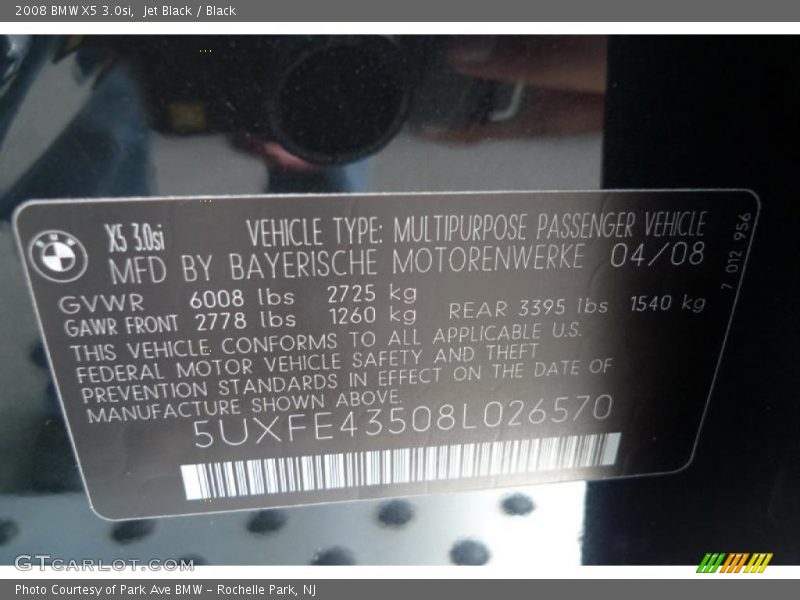 2008 BMW X5 3.0si, Jet Black / Black
BMW
X5 3.0si VEHICLE TYPE: MULTIPURPOSE PASSENGER VEHICLE
MFD BY BAYERISCHE MOTORENWERKE 04/08
GVWR 6008 lbs 2725 kg
GAWR FRONT 2778 lbs 1260 kg REAR 3395 lbs 1540 kg
THIS VEHICLE CONFORMS TO ALL APPLICABLE U.S.
FEDERAL MOTOR VEHICLE SAFETY AND THEFT
PREVENTION STANDARDS IN EFFECT ON THE DATE OF
MANUFACTURE SHOWN ABOVE.
5UXFE43508L026570
7 012 956
GTCARLOT.COM
Photo Courtesy of Park Ave BMW - Rochelle Park, NJ